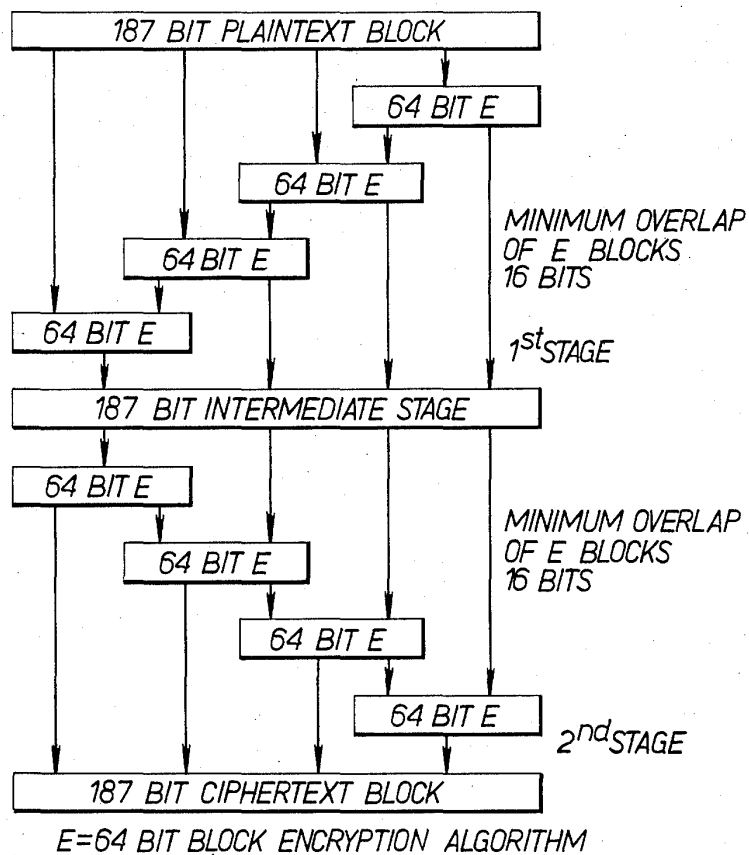 187 BIT PLAINTEXT BLOCK
64 BIT E
64 BIT E
64 BIT E
64 BIT E
MINIMUM OVERLAP
OF E BLOCKS
16 BITS
1st STAGE
187 BIT INTERMEDIATE STAGE
64 BIT E
64 BIT E
64 BIT E
64 BIT E
MINIMUM OVERLAP
OF E BLOCKS
16 BITS
2nd STAGE
187 BIT CIPHERTEXT BLOCK
E=64 BIT BLOCK ENCRYPTION ALGORITHM